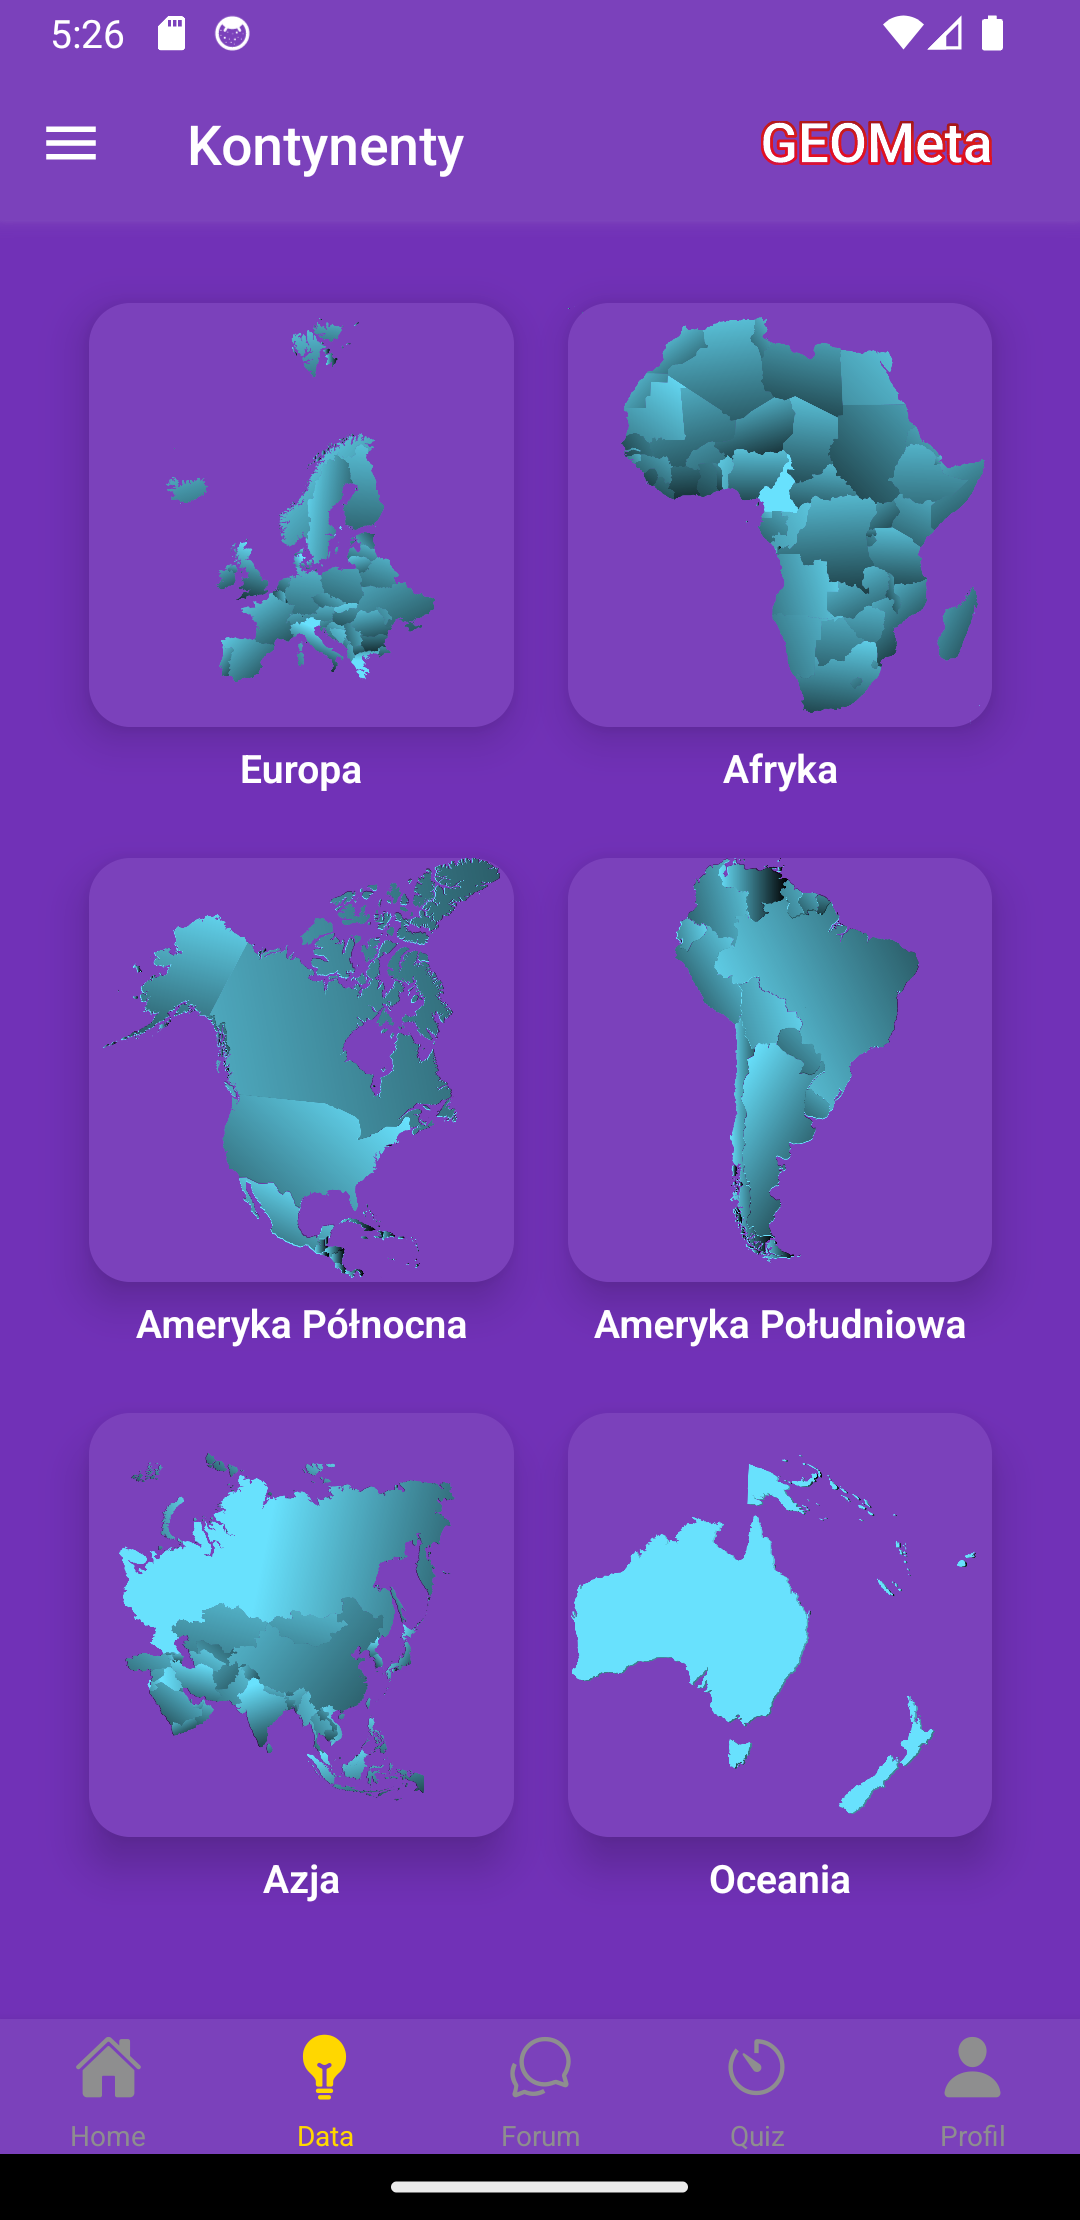 5:26
Kontynenty
GEOMeta
Europa
Afryka
Ameryka Północna
Ameryka Południowa
Azja
Oceania
Home
Data
Forum
Quiz
Profil